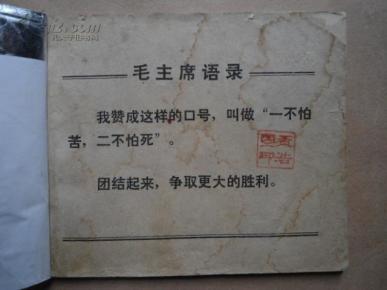 毛主席语录
我赞成这样的口号，叫做“一不怕
苦，二不怕死”。
团结起来，争取更大的胜利。